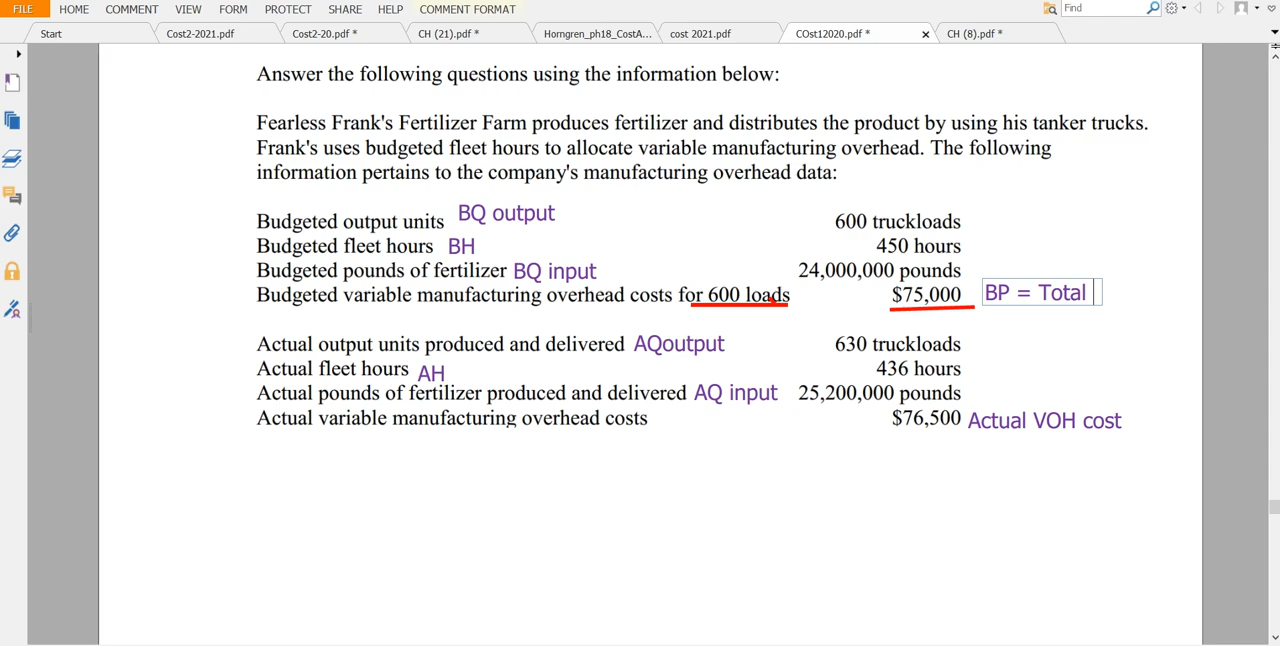 FILE HOME COMMENT VIEW FORM PROTECT SHARE HELP COMMENT FORMAT Find
Start Cost2-2021.pdf Cost2-20.pdf * CH (21).pdf * Horngren_ph18_CostA... cost 2021.pdf COst12020.pdf * CH (8).pdf *
Answer the following questions using the information below:
Fearless Frank's Fertilizer Farm produces fertilizer and distributes the product by using his tanker trucks.
Frank's uses budgeted fleet hours to allocate variable manufacturing overhead. The following
information pertains to the company's manufacturing overhead data:
Budgeted output units BQ output 600 truckloads
Budgeted fleet hours BH 450 hours
Budgeted pounds of fertilizer BQ input 24,000,000 pounds
Budgeted variable manufacturing overhead costs for 600 loads $75,000 BP = Total
Actual output units produced and delivered AQoutput 630 truckloads
Actual fleet hours AH 436 hours
Actual pounds of fertilizer produced and delivered AQ input 25,200,000 pounds
Actual variable manufacturing overhead costs $76,500 Actual VOH cost